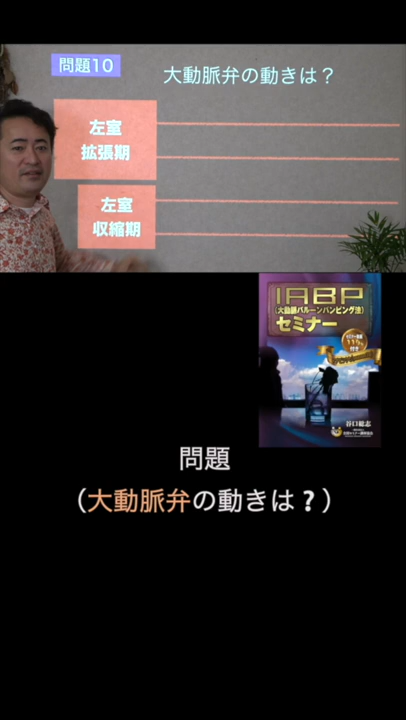 問題10
大動脈弁の動きは？
左室
拡張期
左室
収縮期
IABP
(大動脈バルーンパンピング法)
セミナー
谷口総志
問題
（大動脈弁の動きは？）